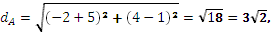 d_A = √((−2 + 5)² + (4 − 1)²) = √18 = 3√2,